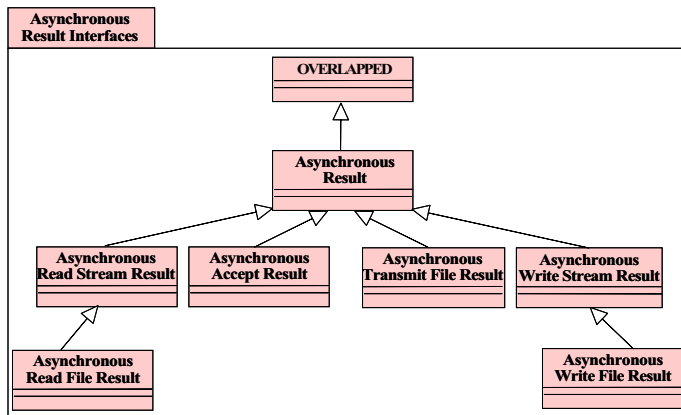 Asynchronous
Result Interfaces
OVERLAPPED
Asynchronous
Result
Asynchronous
Read Stream Result
Asynchronous
Accept Result
Asynchronous
Transmit File Result
Asynchronous
Write Stream Result
Asynchronous
Read File Result
Asynchronous
Write File Result